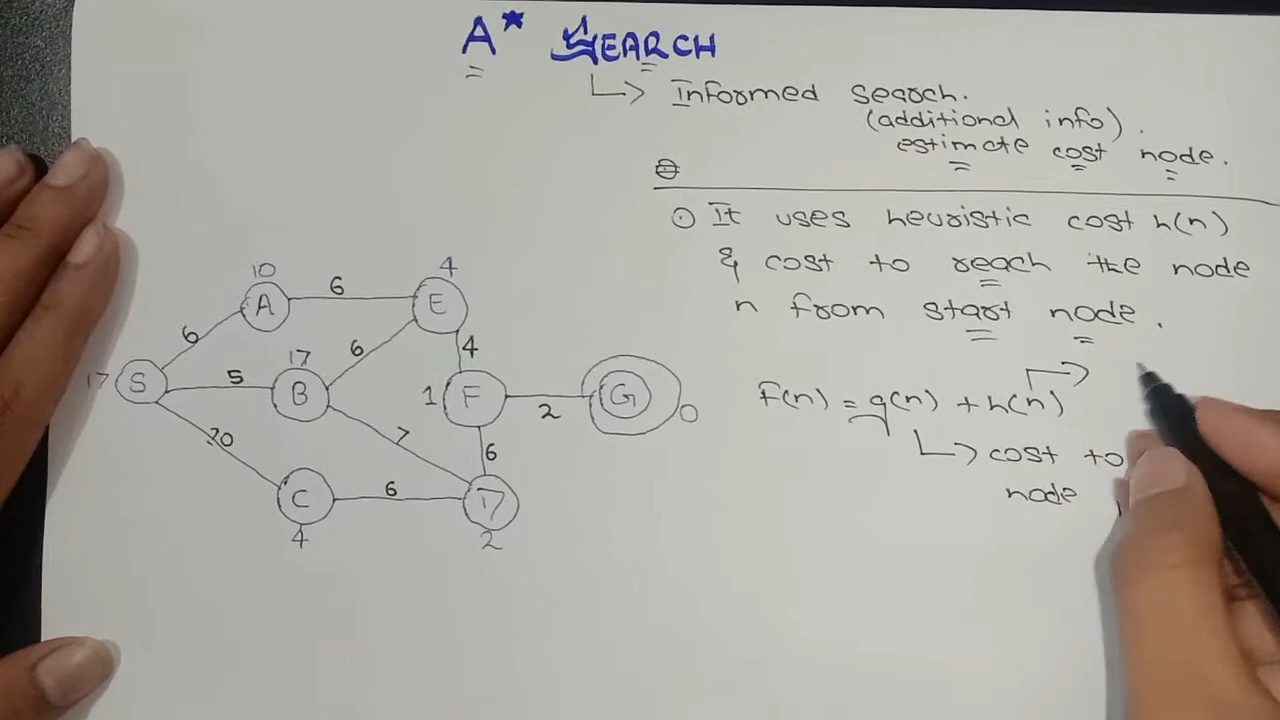 A* SEARCH
↳ Informed search.
(additional info).
estimate cost node.
It uses heuristic cost h(n)
& cost to reach the node
n from start node.
F(n) = g(n) + h(n)
cost to
node
10
A
6
4
E
6
17
S
5
17
B
6
4
1
F
2
G
0
10
7
6
C
6
D
4
2